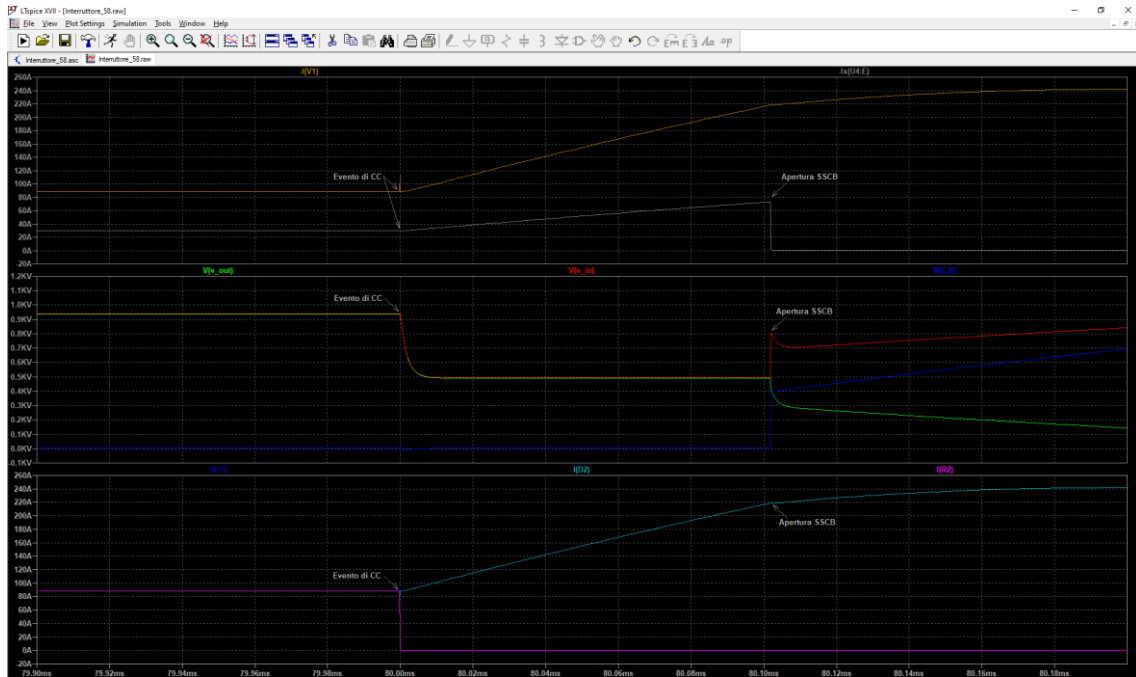 LTspice XVII - [Interruttore_58.raw]
File View Plot Settings Simulation Tools Window Help
Interruttore_58.asc Interruttore_58.raw
-I(V1) -Ix(U4:E)
260A
240A
220A
200A
180A
160A
140A
120A
100A
80A
60A
40A
20A
0A
-20A
Evento di CC
Apertura SSCB
V(v_out) V(v_in)
1.2KV
1.1KV
1.0KV
0.9KV
0.8KV
0.7KV
0.6KV
0.5KV
0.4KV
0.3KV
0.2KV
0.1KV
0.0KV
-0.1KV
Evento di CC
Apertura SSCB
I(D2) I(R2)
260A
240A
220A
200A
180A
160A
140A
120A
100A
80A
60A
40A
20A
0A
-20A
Apertura SSCB
Evento di CC
79.90ms 79.92ms 79.94ms 79.96ms 79.98ms 80.00ms 80.02ms 80.04ms 80.06ms 80.08ms 80.10ms 80.12ms 80.14ms 80.16ms 80.18ms